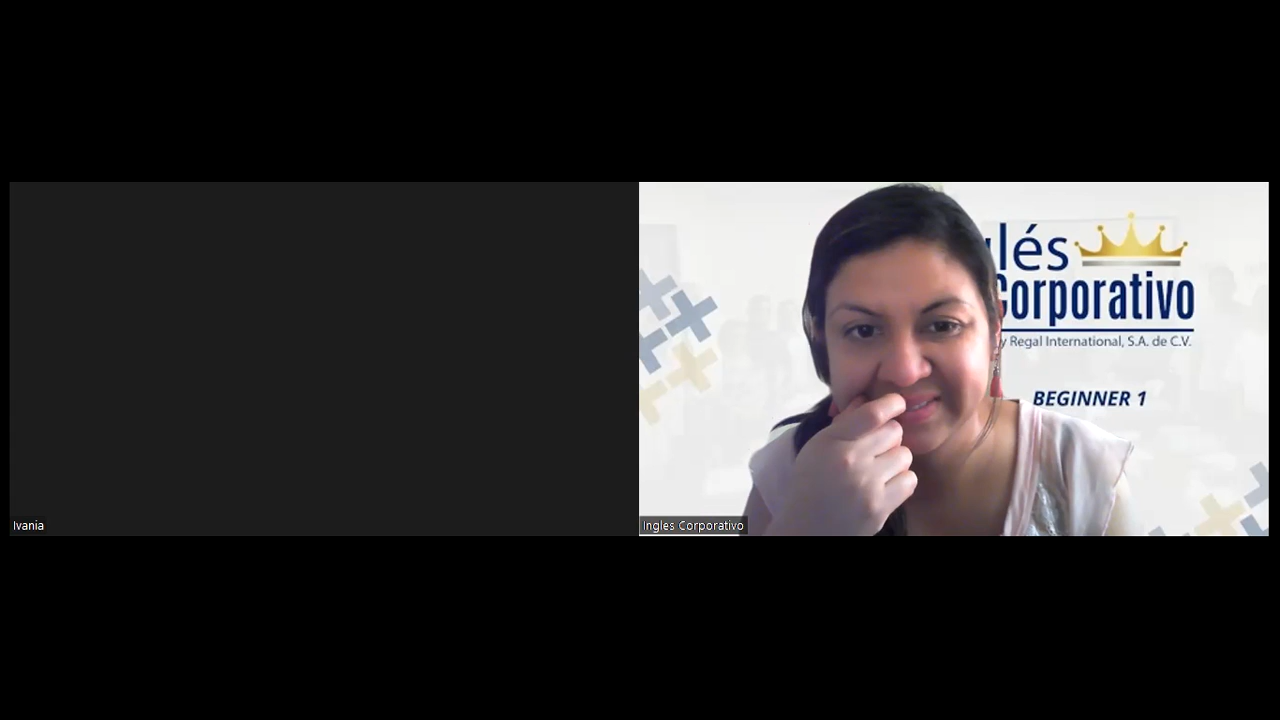 Ivania
lés
Corporativo
y Regal International, S.A. de C.V.
BEGINNER 1
Ingles Corporativo